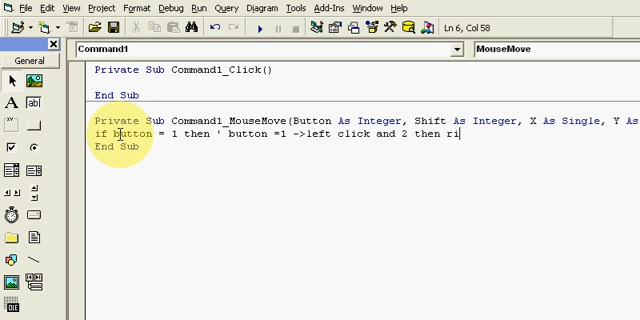 File Edit View Project Format Debug Run Query Diagram Tools Add-Ins Window Help
Ln 6, Col 58
General
Command1 MouseMove
A
ab|
OLE
Private Sub Command1_Click()
End Sub
Private Sub Command1_MouseMove(Button As Integer, Shift As Integer, X As Single, Y As
if button = 1 then ' button =1 ->left click and 2 then ri
End Sub